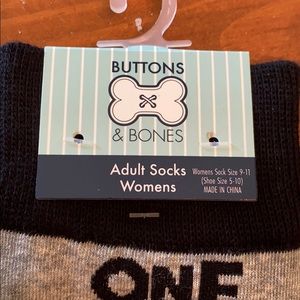 BUTTONS
& BONES
Adult Socks
Womens
Womens Sock Size 9-11
(Shoe Size 5-10)
MADE IN CHINA
ONE